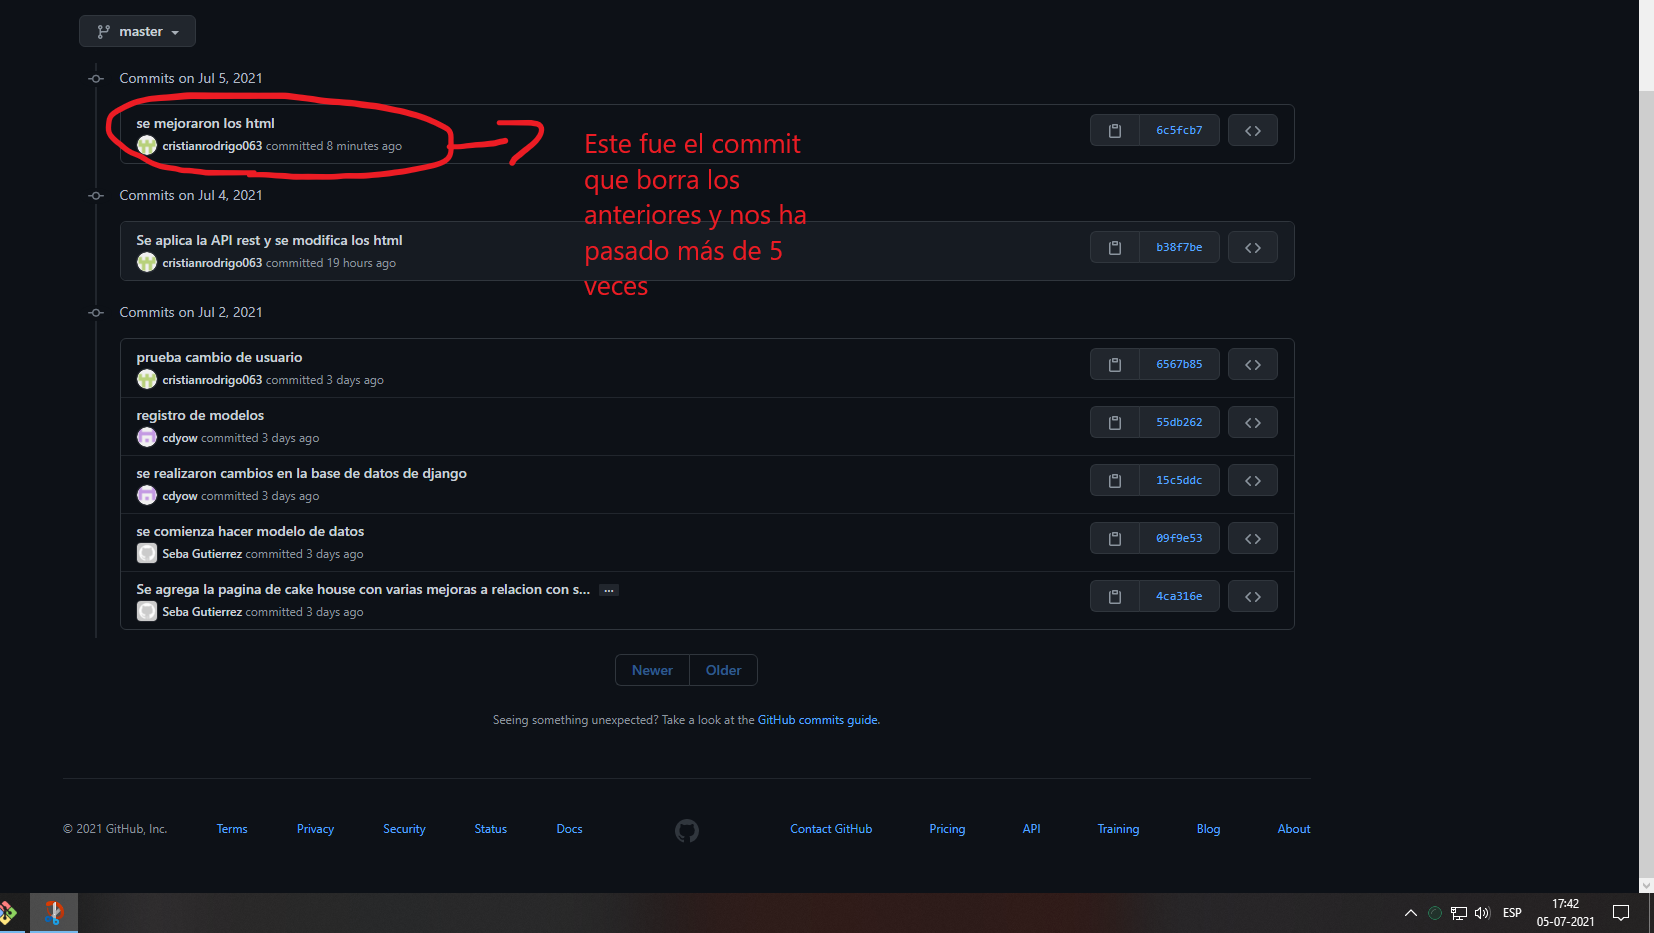 master
Commits on Jul 5, 2021
se mejoraron los html
cristianrodrigo063 committed 8 minutes ago
6c5fcb7
Este fue el commit
que borra los
anteriores y nos ha
pasado más de 5
veces
Commits on Jul 4, 2021
Se aplica la API rest y se modifica los html
cristianrodrigo063 committed 19 hours ago
b38f7be
Commits on Jul 2, 2021
prueba cambio de usuario
cristianrodrigo063 committed 3 days ago
6567b85
registro de modelos
cdyow committed 3 days ago
55db262
se realizaron cambios en la base de datos de django
cdyow committed 3 days ago
15c5ddc
se comienza hacer modelo de datos
Seba Gutierrez committed 3 days ago
09f9e53
Se agrega la pagina de cake house con varias mejoras a relacion con s... …
Seba Gutierrez committed 3 days ago
4ca316e
Newer Older
Seeing something unexpected? Take a look at the GitHub commits guide.
© 2021 GitHub, Inc. Terms Privacy Security Status Docs Contact GitHub Pricing API Training Blog About
ESP
17:42
05-07-2021